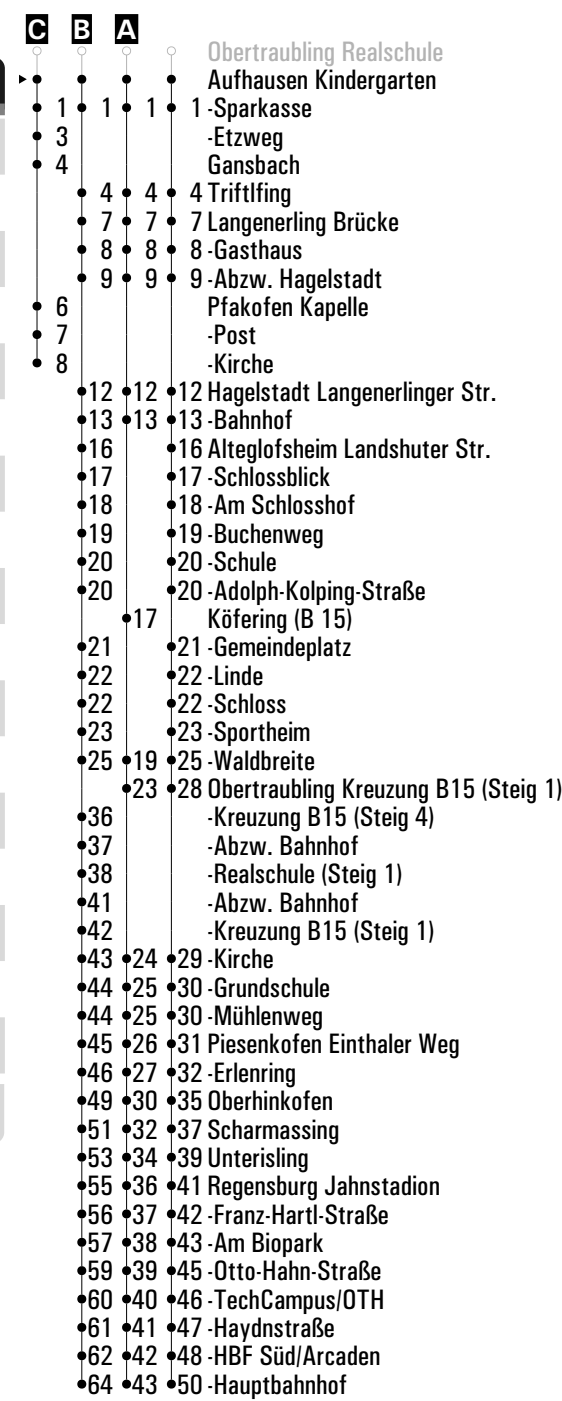 C B A
Obertraubling Realschule
Aufhausen Kindergarten
1 1 1 1 -Sparkasse
3 -Etzweg
4 Gansbach
4 4 4 Triftlfing
7 7 7 Langenerling Brücke
8 8 8 -Gasthaus
9 9 9 -Abzw. Hagelstadt
6 Pfakofen Kapelle
7 -Post
8 -Kirche
12 12 12 Hagelstadt Langenerlinger Str.
13 13 13 -Bahnhof
16 16 Alteglofsheim Landshuter Str.
17 17 -Schlossblick
18 18 -Am Schlosshof
19 19 -Buchenweg
20 20 -Schule
20 20 -Adolph-Kolping-Straße
17 Köfering (B 15)
21 21 -Gemeindeplatz
22 22 -Linde
22 22 -Schloss
23 23 -Sportheim
25 19 25 -Waldbreite
23 28 Obertraubling Kreuzung B15 (Steig 1)
36 -Kreuzung B15 (Steig 4)
37 -Abzw. Bahnhof
38 -Realschule (Steig 1)
41 -Abzw. Bahnhof
42 -Kreuzung B15 (Steig 1)
43 24 29 -Kirche
44 25 30 -Grundschule
44 25 30 -Mühlenweg
45 26 31 Piesenkofen Einthaler Weg
46 27 32 -Erlenring
49 30 35 Oberhinkofen
51 32 37 Scharmassing
53 34 39 Unterisling
55 36 41 Regensburg Jahnstadion
56 37 42 -Franz-Hartl-Straße
57 38 43 -Am Biopark
59 39 45 -Otto-Hahn-Straße
60 40 46 -TechCampus/OTH
61 41 47 -Haydnstraße
62 42 48 -HBF Süd/Arcaden
64 43 50 -Hauptbahnhof